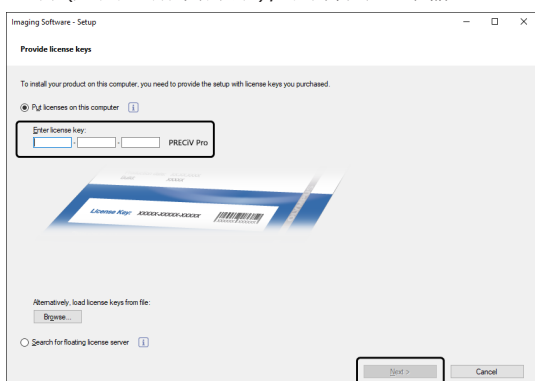 Imaging Software - Setup
Provide license keys
To install your product on this computer, you need to provide the setup with license keys you purchased.
Put licenses on this computer
Enter license key:
- - PRECiV Pro
License Key: XXXXX-XXXXX-XXXXX
Alternatively, load license keys from file:
Browse...
Search for floating license server
Next > Cancel